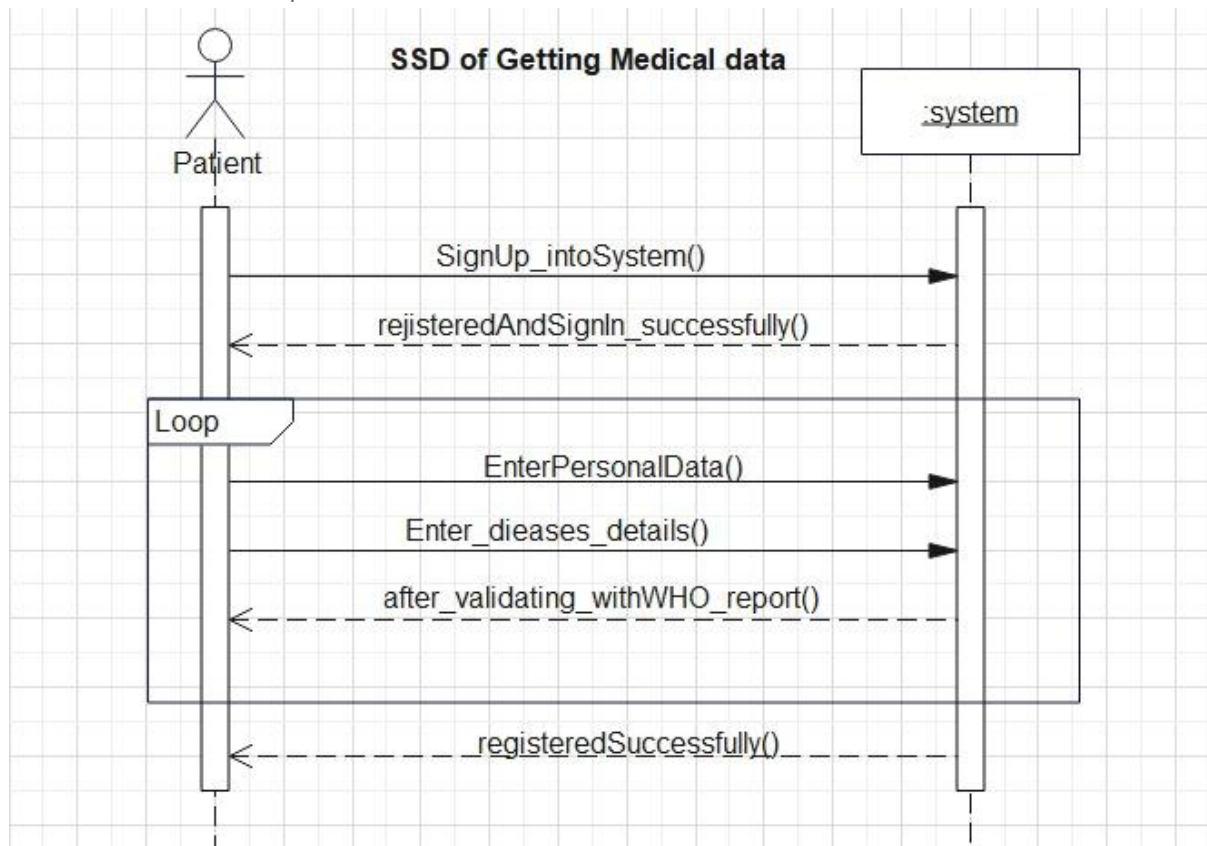 SSD of Getting Medical data
:system
Patient
SignUp_intoSystem()
rejisteredAndSignIn_successfully()
Loop
EnterPersonalData()
Enter_dieases_details()
after_validating_withWHO_report()
registeredSuccessfully()